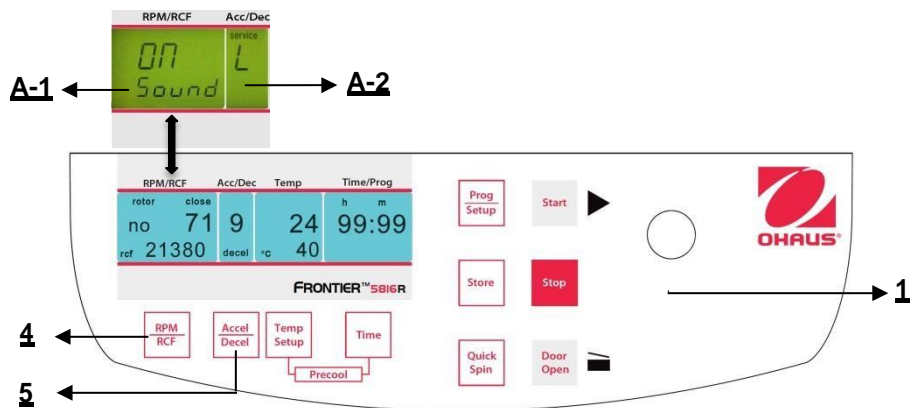 RPM/RCF Acc/Dec
service
ON L
Sound
A-1 A-2
RPM/RCF Acc/Dec Temp Time/Prog
rotor close h m
no 71 9 24 99:99
rcf 21380 decel °C 40
FRONTIER™5816R
RPM
RCF
Accel
Decel
Temp
Setup
Time
Precool
Prog
Setup
Start
Store
Stop
Quick
Spin
Door
Open
OHAUS®
1
4
5